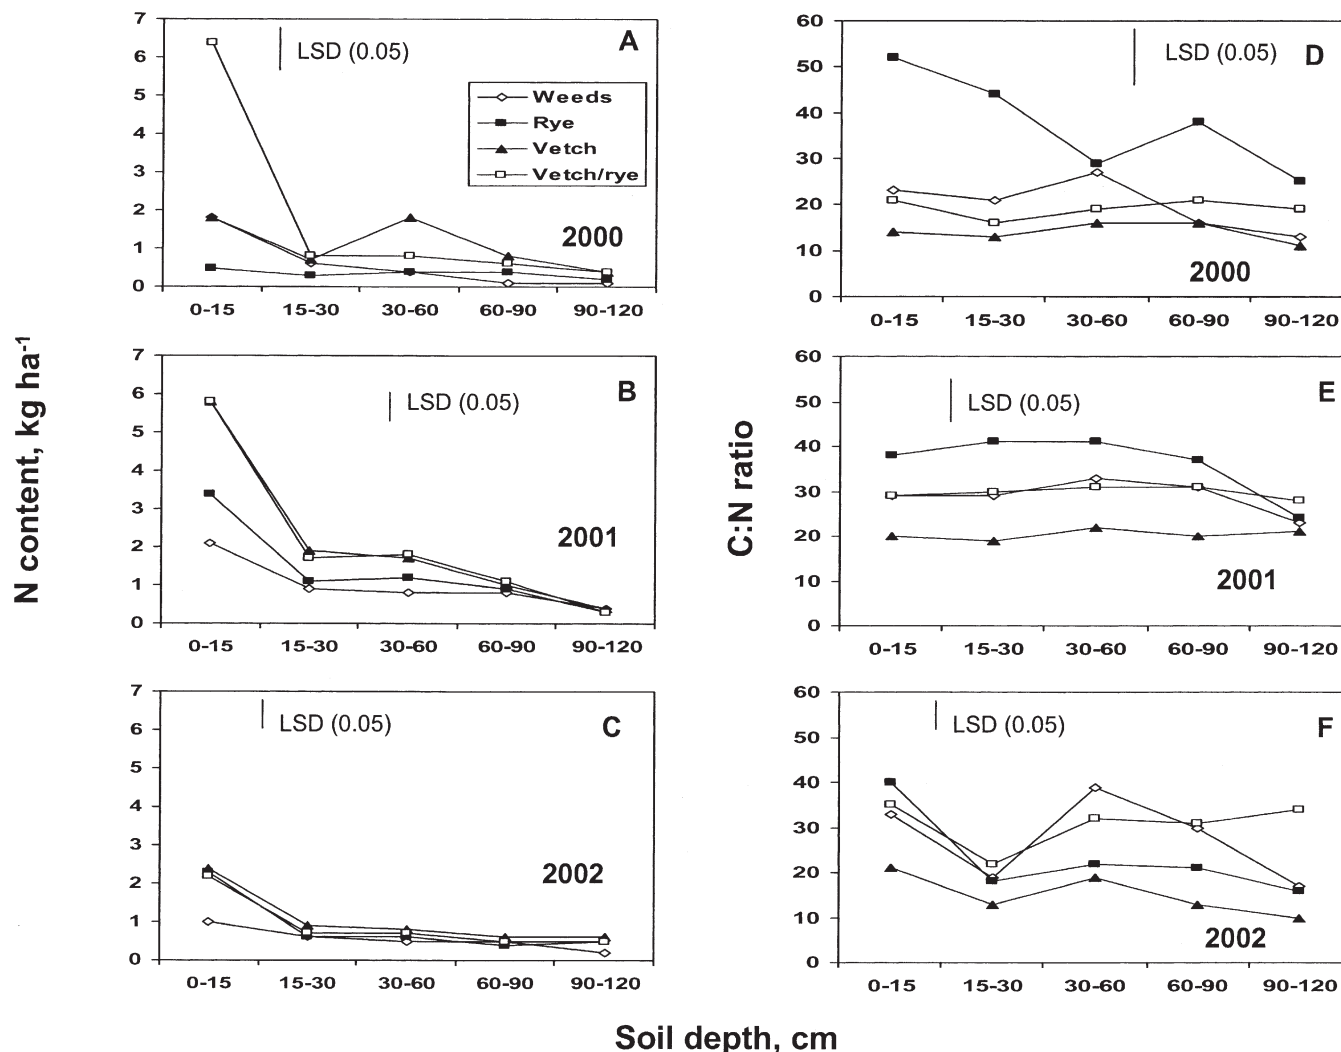 N content, kg ha-1
7
6
5
4
3
2
1
0
LSD (0.05)
A
Weeds
Rye
Vetch
Vetch/rye
2000
0-15 15-30 30-60 60-90 90-120
7
6
5
4
3
2
1
0
LSD (0.05)
B
2001
0-15 15-30 30-60 60-90 90-120
7
6
5
4
3
2
1
0
LSD (0.05)
C
2002
0-15 15-30 30-60 60-90 90-120
C:N ratio
60
50
40
30
20
10
0
LSD (0.05)
D
2000
0-15 15-30 30-60 60-90 90-120
60
50
40
30
20
10
0
LSD (0.05)
E
2001
0-15 15-30 30-60 60-90 90-120
60
50
40
30
20
10
0
LSD (0.05)
F
2002
0-15 15-30 30-60 60-90 90-120
Soil depth, cm